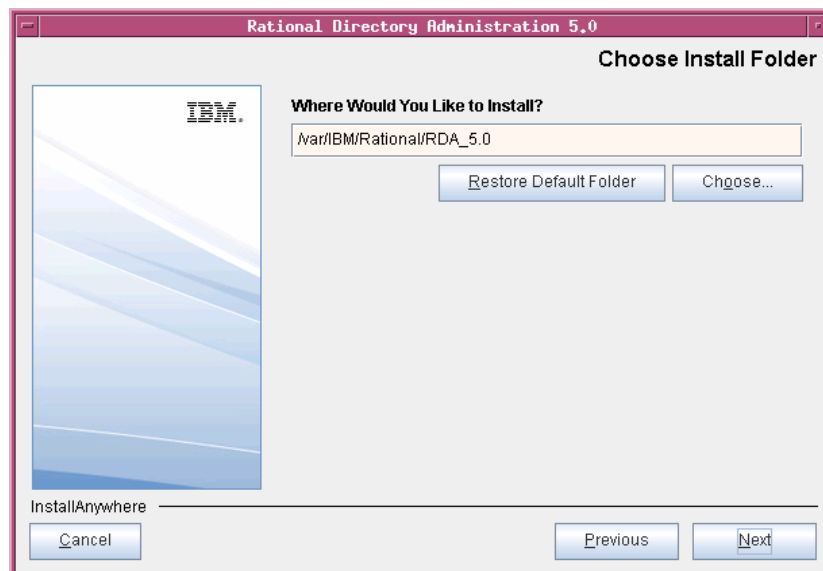 Rational Directory Administration 5.0
Choose Install Folder
IBM.
Where Would You Like to Install?
/var/IBM/Rational/RDA_5.0
Restore Default Folder
Choose...
InstallAnywhere
Cancel
Previous
Next